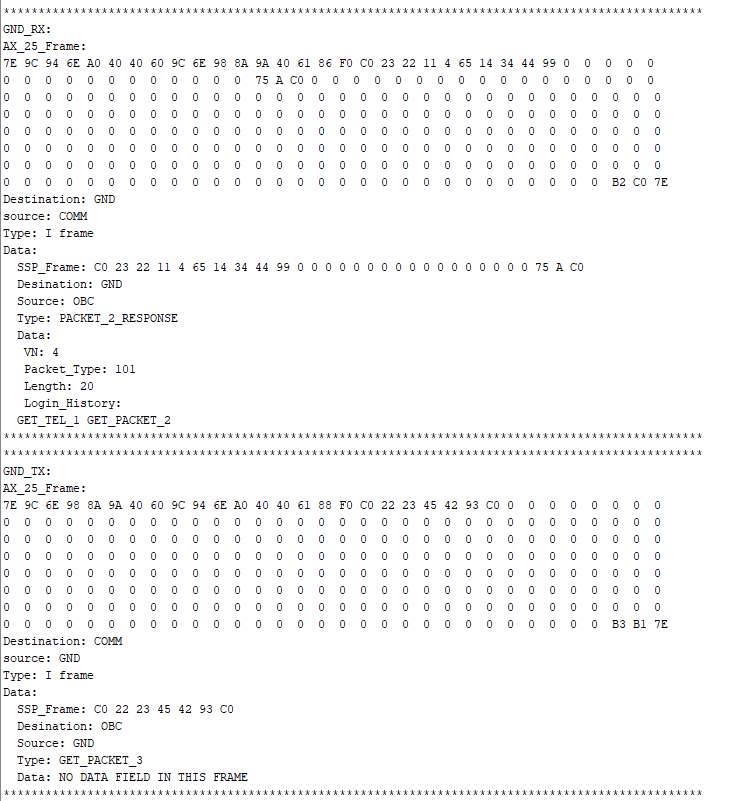 ****************************************************************************************************
GND_RX:
AX_25_Frame:
7E 9C 94 6E A0 40 40 60 9C 6E 98 8A 9A 40 61 86 F0 C0 23 22 11 4 65 14 34 44 99 0 0 0 0 0
0 0 0 0 0 0 0 0 0 0 0 0 75 A C0 0 0 0 0 0 0 0 0 0 0 0 0 0 0 0 0 0
0 0 0 0 0 0 0 0 0 0 0 0 0 0 0 0 0 0 0 0 0 0 0 0 0 0 0 0 0 0 0 0
0 0 0 0 0 0 0 0 0 0 0 0 0 0 0 0 0 0 0 0 0 0 0 0 0 0 0 0 0 0 0 0
0 0 0 0 0 0 0 0 0 0 0 0 0 0 0 0 0 0 0 0 0 0 0 0 0 0 0 0 0 0 0 0
0 0 0 0 0 0 0 0 0 0 0 0 0 0 0 0 0 0 0 0 0 0 0 0 0 0 0 0 0 0 0 0
0 0 0 0 0 0 0 0 0 0 0 0 0 0 0 0 0 0 0 0 0 0 0 0 0 0 0 0 0 0 0 0
0 0 0 0 0 0 0 0 0 0 0 0 0 0 0 0 0 0 0 0 0 0 0 0 0 0 0 0 0 B2 C0 7E
Destination: GND
source: COMM
Type: I frame
Data:
SSP_Frame: C0 23 22 11 4 65 14 34 44 99 0 0 0 0 0 0 0 0 0 0 0 0 0 0 0 0 0 75 A C0
Desination: GND
Source: OBC
Type: PACKET_2_RESPONSE
Data:
VN: 4
Packet_Type: 101
Length: 20
Login_History:
GET_TEL_1 GET_PACKET_2
****************************************************************************************************
****************************************************************************************************
GND_TX:
AX_25_Frame:
7E 9C 6E 98 8A 9A 40 60 9C 94 6E A0 40 40 61 88 F0 C0 22 23 45 42 93 C0 0 0 0 0 0 0 0 0
0 0 0 0 0 0 0 0 0 0 0 0 0 0 0 0 0 0 0 0 0 0 0 0 0 0 0 0 0 0 0 0
0 0 0 0 0 0 0 0 0 0 0 0 0 0 0 0 0 0 0 0 0 0 0 0 0 0 0 0 0 0 0 0
0 0 0 0 0 0 0 0 0 0 0 0 0 0 0 0 0 0 0 0 0 0 0 0 0 0 0 0 0 0 0 0
0 0 0 0 0 0 0 0 0 0 0 0 0 0 0 0 0 0 0 0 0 0 0 0 0 0 0 0 0 0 0 0
0 0 0 0 0 0 0 0 0 0 0 0 0 0 0 0 0 0 0 0 0 0 0 0 0 0 0 0 0 0 0 0
0 0 0 0 0 0 0 0 0 0 0 0 0 0 0 0 0 0 0 0 0 0 0 0 0 0 0 0 0 0 0 0
0 0 0 0 0 0 0 0 0 0 0 0 0 0 0 0 0 0 0 0 0 0 0 0 0 0 0 0 0 B3 B1 7E
Destination: COMM
source: GND
Type: I frame
Data:
SSP_Frame: C0 22 23 45 42 93 C0
Desination: OBC
Source: GND
Type: GET_PACKET_3
Data: NO DATA FIELD IN THIS FRAME
****************************************************************************************************